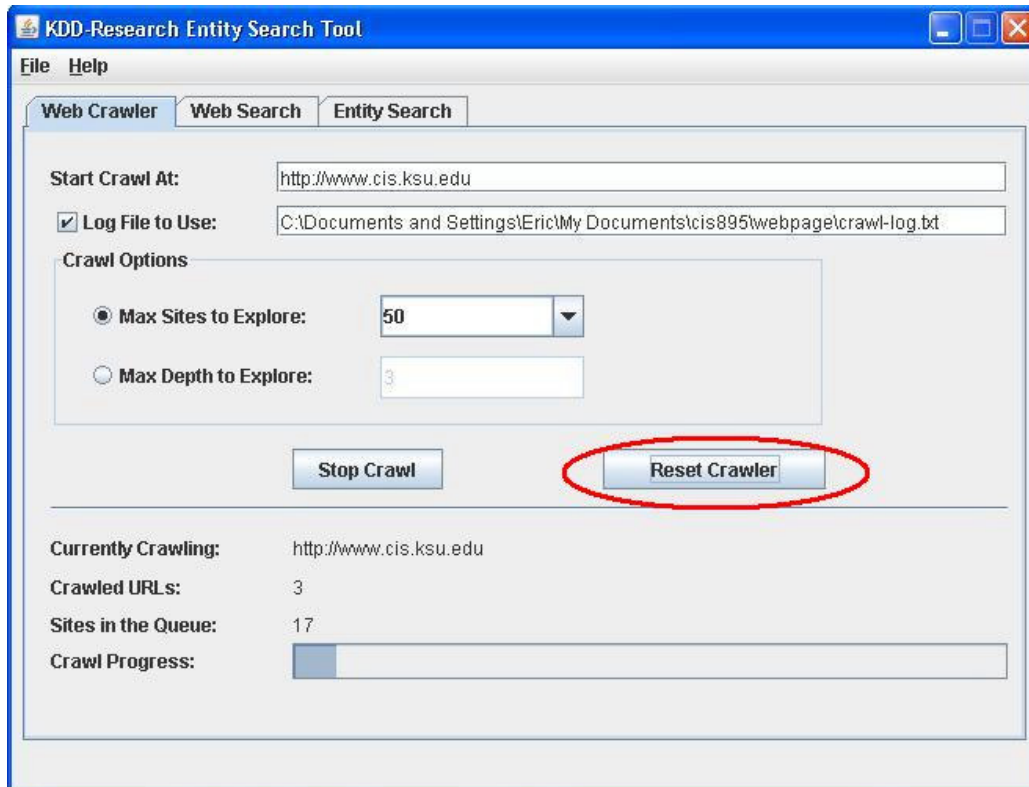 KDD-Research Entity Search Tool
File Help
Web Crawler Web Search Entity Search
Start Crawl At: http://www.cis.ksu.edu
Log File to Use: C:\Documents and Settings\Eric\My Documents\cis895\webpage\crawl-log.txt
Crawl Options
Max Sites to Explore: 50
Max Depth to Explore: 3
Stop Crawl Reset Crawler
Currently Crawling: http://www.cis.ksu.edu
Crawled URLs: 3
Sites in the Queue: 17
Crawl Progress: